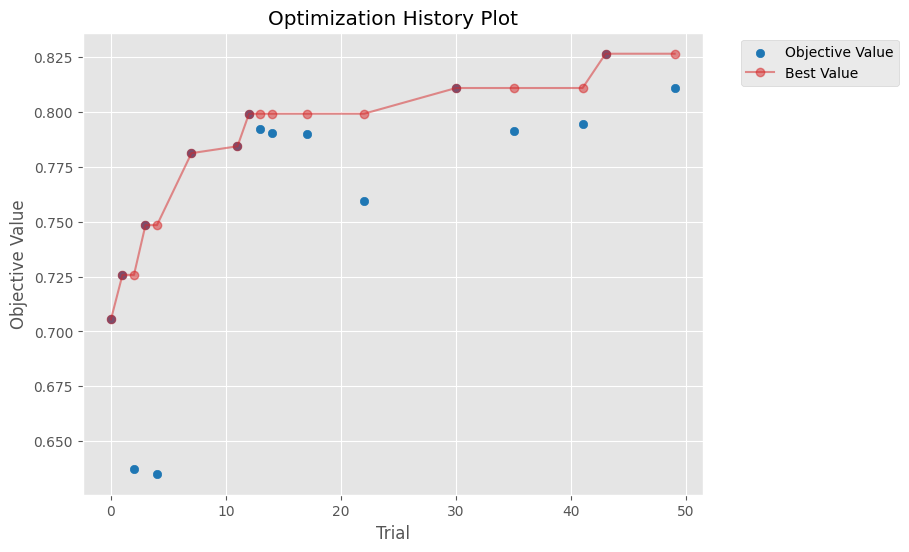 Optimization History Plot
Objective Value
Best Value
0.825
0.800
0.775
0.750
0.725
0.700
0.675
0.650
Objective Value
0 10 20 30 40 50
Trial